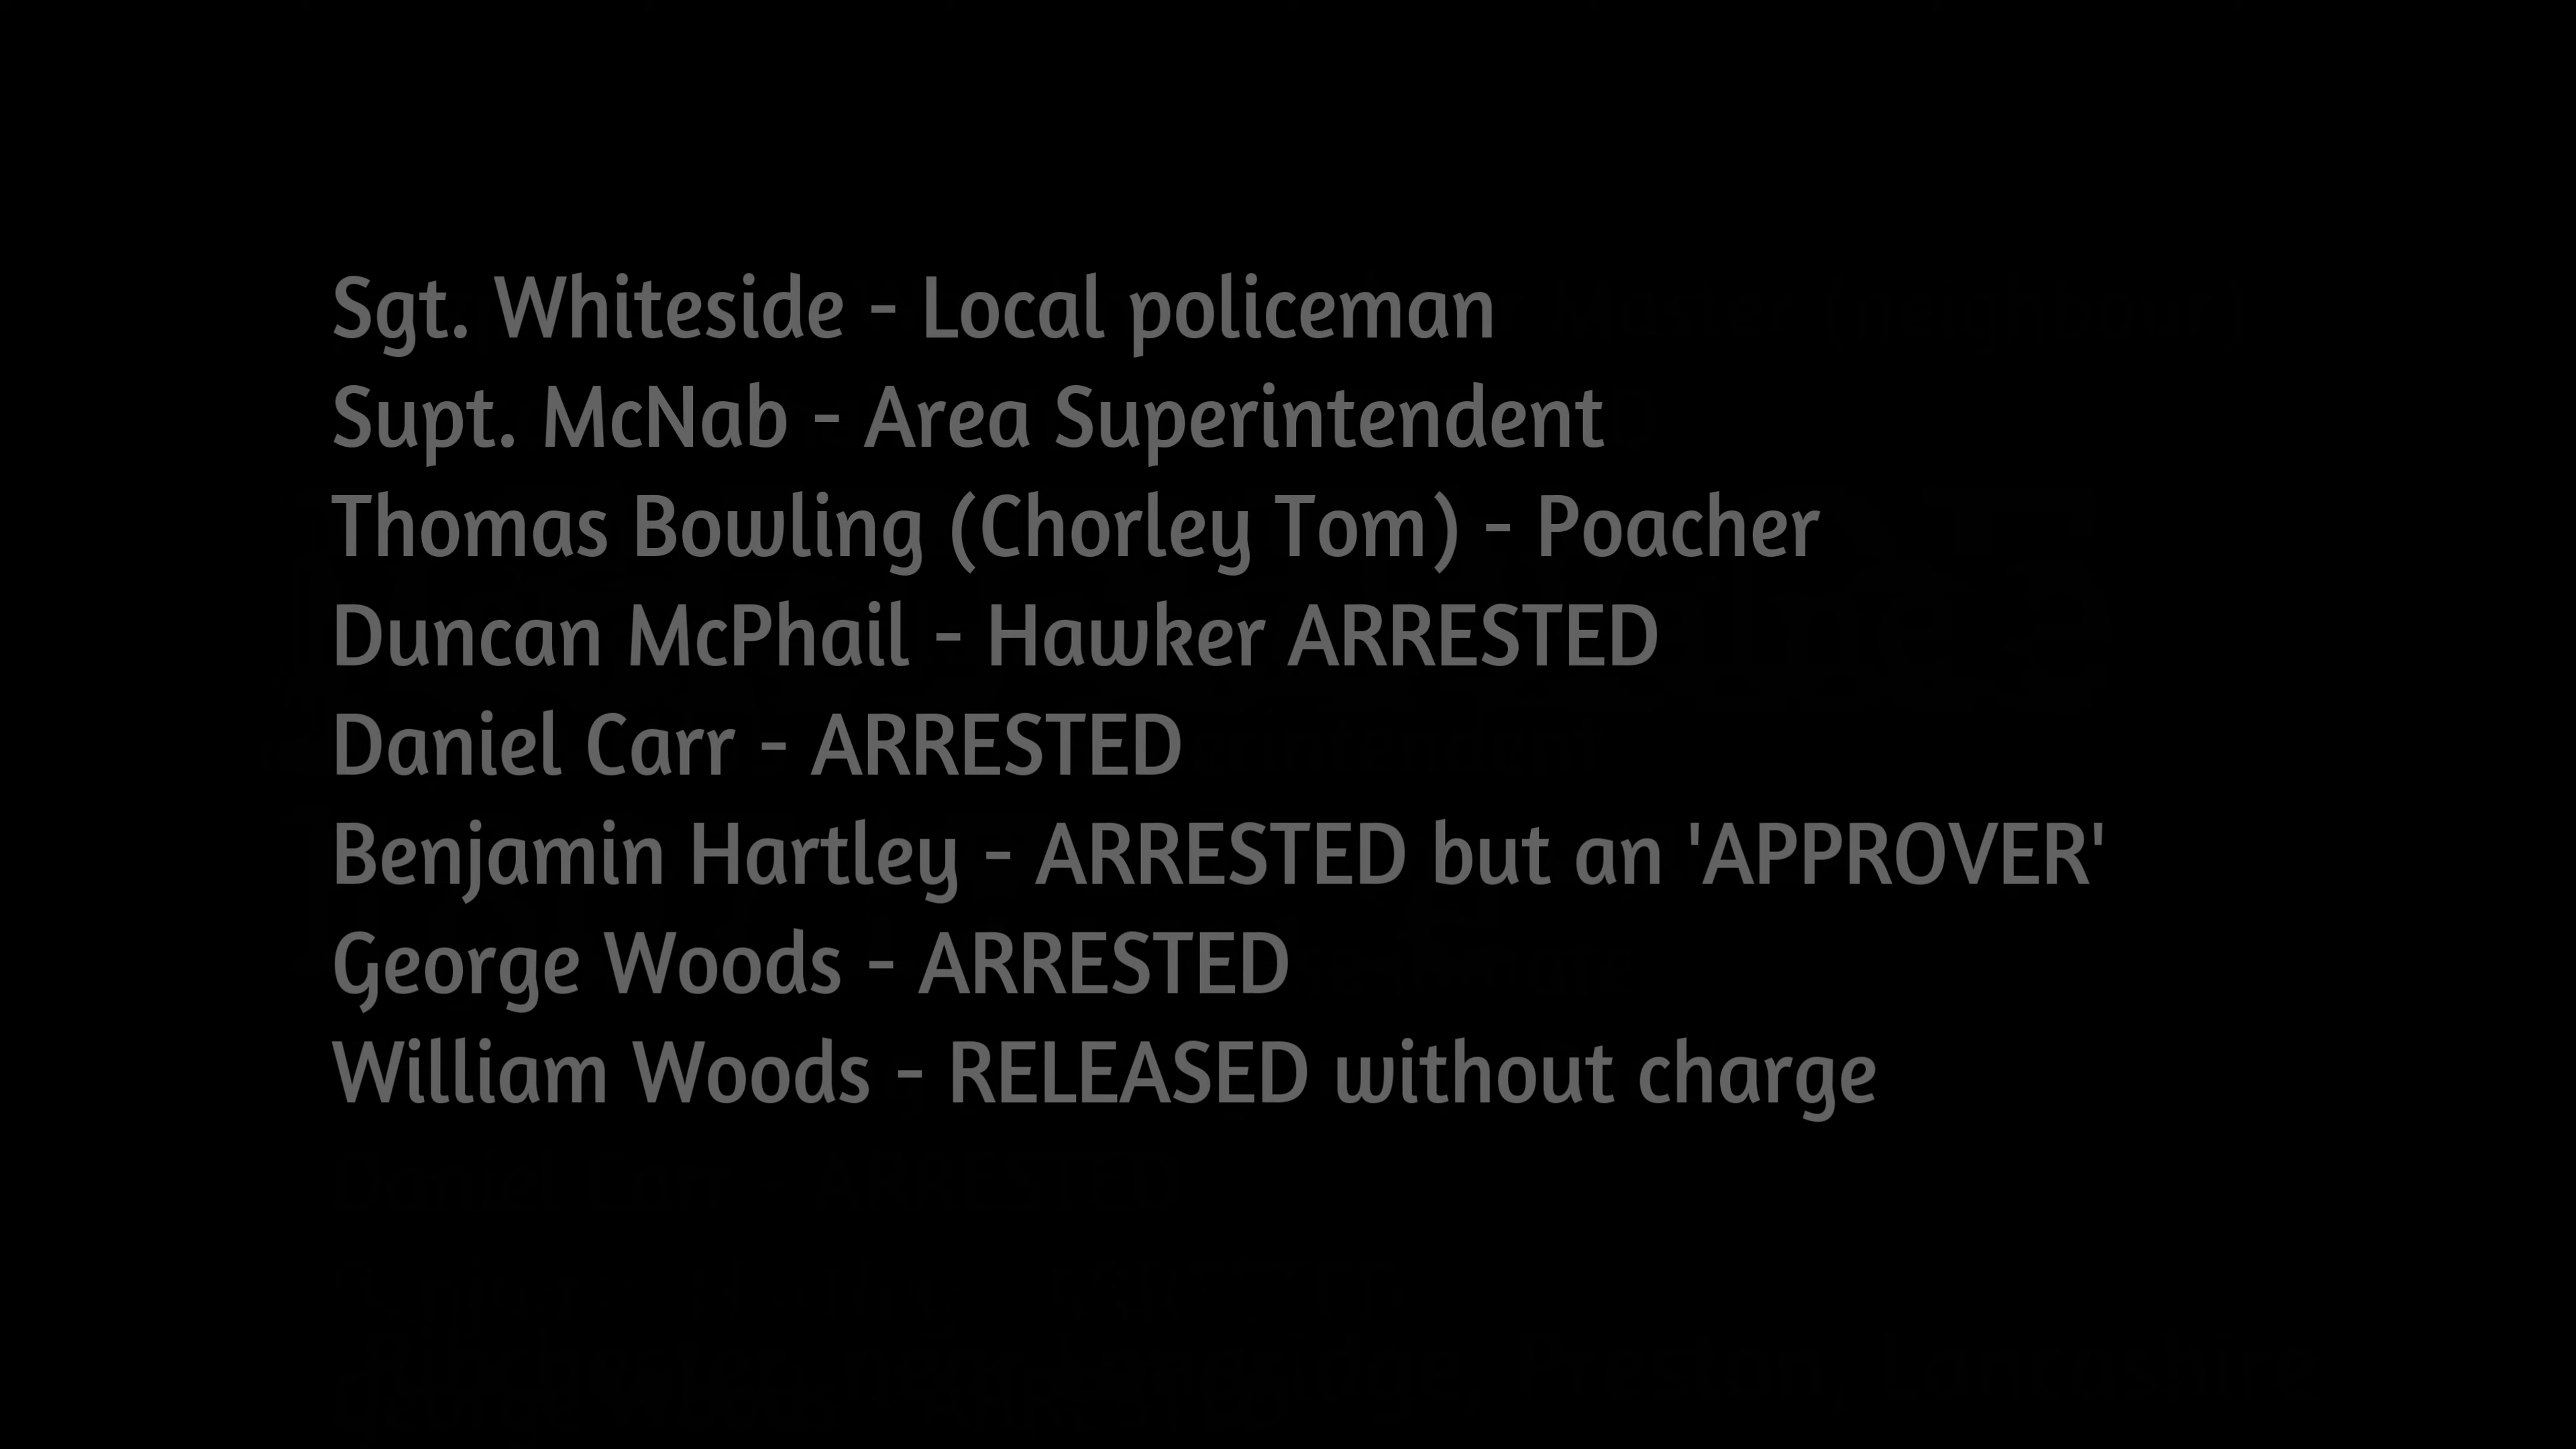 Sgt. Whiteside - Local policeman
Supt. McNab - Area Superintendent
Thomas Bowling (Chorley Tom) - Poacher
Duncan McPhail - Hawker ARRESTED
Daniel Carr - ARRESTED
Benjamin Hartley - ARRESTED but an 'APPROVER'
George Woods - ARRESTED
William Woods - RELEASED without charge